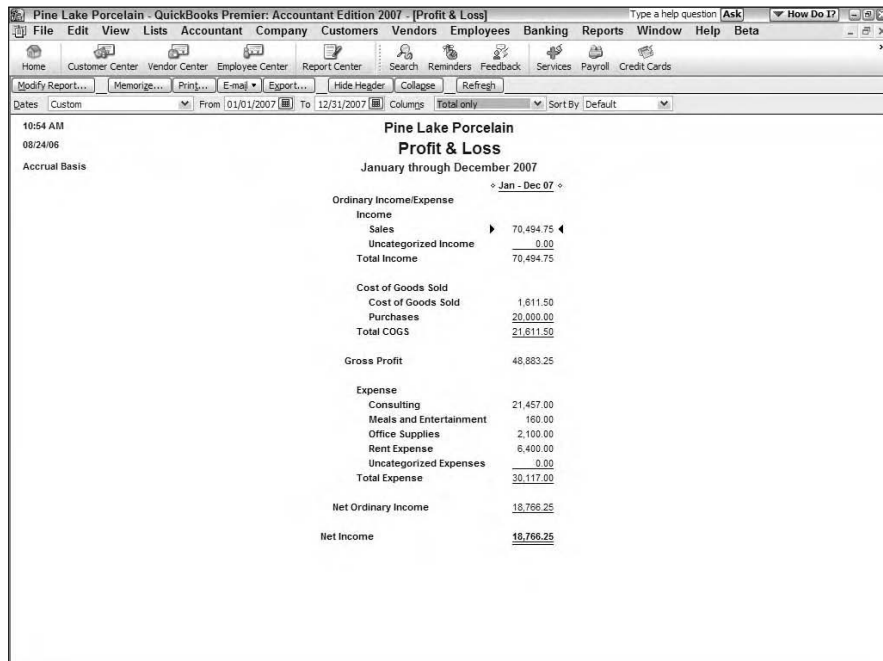 Pine Lake Porcelain - QuickBooks Premier: Accountant Edition 2007 - [Profit & Loss] Type a help question Ask How Do I?
File Edit View Lists Accountant Company Customers Vendors Employees Banking Reports Window Help Beta
Home Customer Center Vendor Center Employee Center Report Center Search Reminders Feedback Services Payroll Credit Cards
Modify Report... Memorize... Print... E-mail Export... Hide Header Collapse Refresh
Dates Custom From 01/01/2007 To 12/31/2007 Columns Total only Sort By Default
10:54 AM
08/24/06
Accrual Basis
Pine Lake Porcelain
Profit & Loss
January through December 2007
Jan - Dec 07
Ordinary Income/Expense
Income
Sales 70,494.75
Uncategorized Income 0.00
Total Income 70,494.75
Cost of Goods Sold
Cost of Goods Sold 1,611.50
Purchases 20,000.00
Total COGS 21,611.50
Gross Profit 48,883.25
Expense
Consulting 21,457.00
Meals and Entertainment 160.00
Office Supplies 2,100.00
Rent Expense 6,400.00
Uncategorized Expenses 0.00
Total Expense 30,117.00
Net Ordinary Income 18,766.25
Net Income 18,766.25